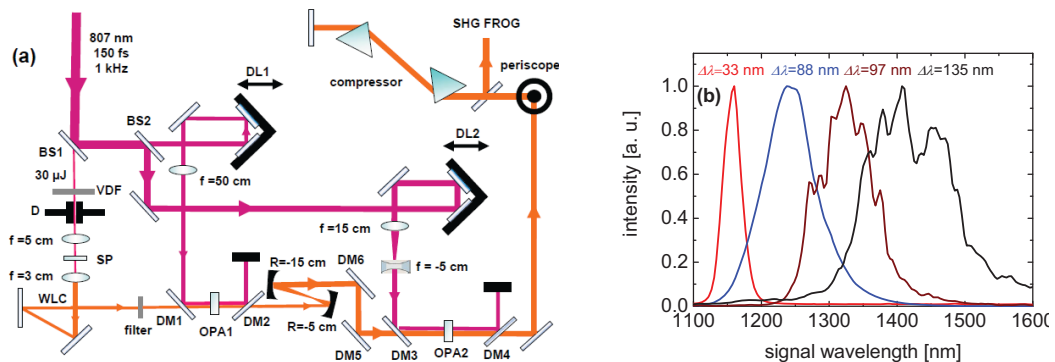 (a)
807 nm
150 fs
1 kHz
SHG FROG
periscope
compressor
DL1
BS2
DL2
BS1
30 µJ
VDF
D
f =50 cm
f =5 cm
SP
f =3 cm
f =15 cm
f = -5 cm
R=-15 cm
DM6
WLC
filter
DM1
OPA1
DM2
R=-5 cm
DM5
DM3
OPA2
DM4
Δλ=33 nm Δλ=88 nm Δλ=97 nm Δλ=135 nm
(b)
1.0
0.8
0.6
0.4
0.2
0.0
intensity [a. u.]
1100 1200 1300 1400 1500 1600
signal wavelength [nm]